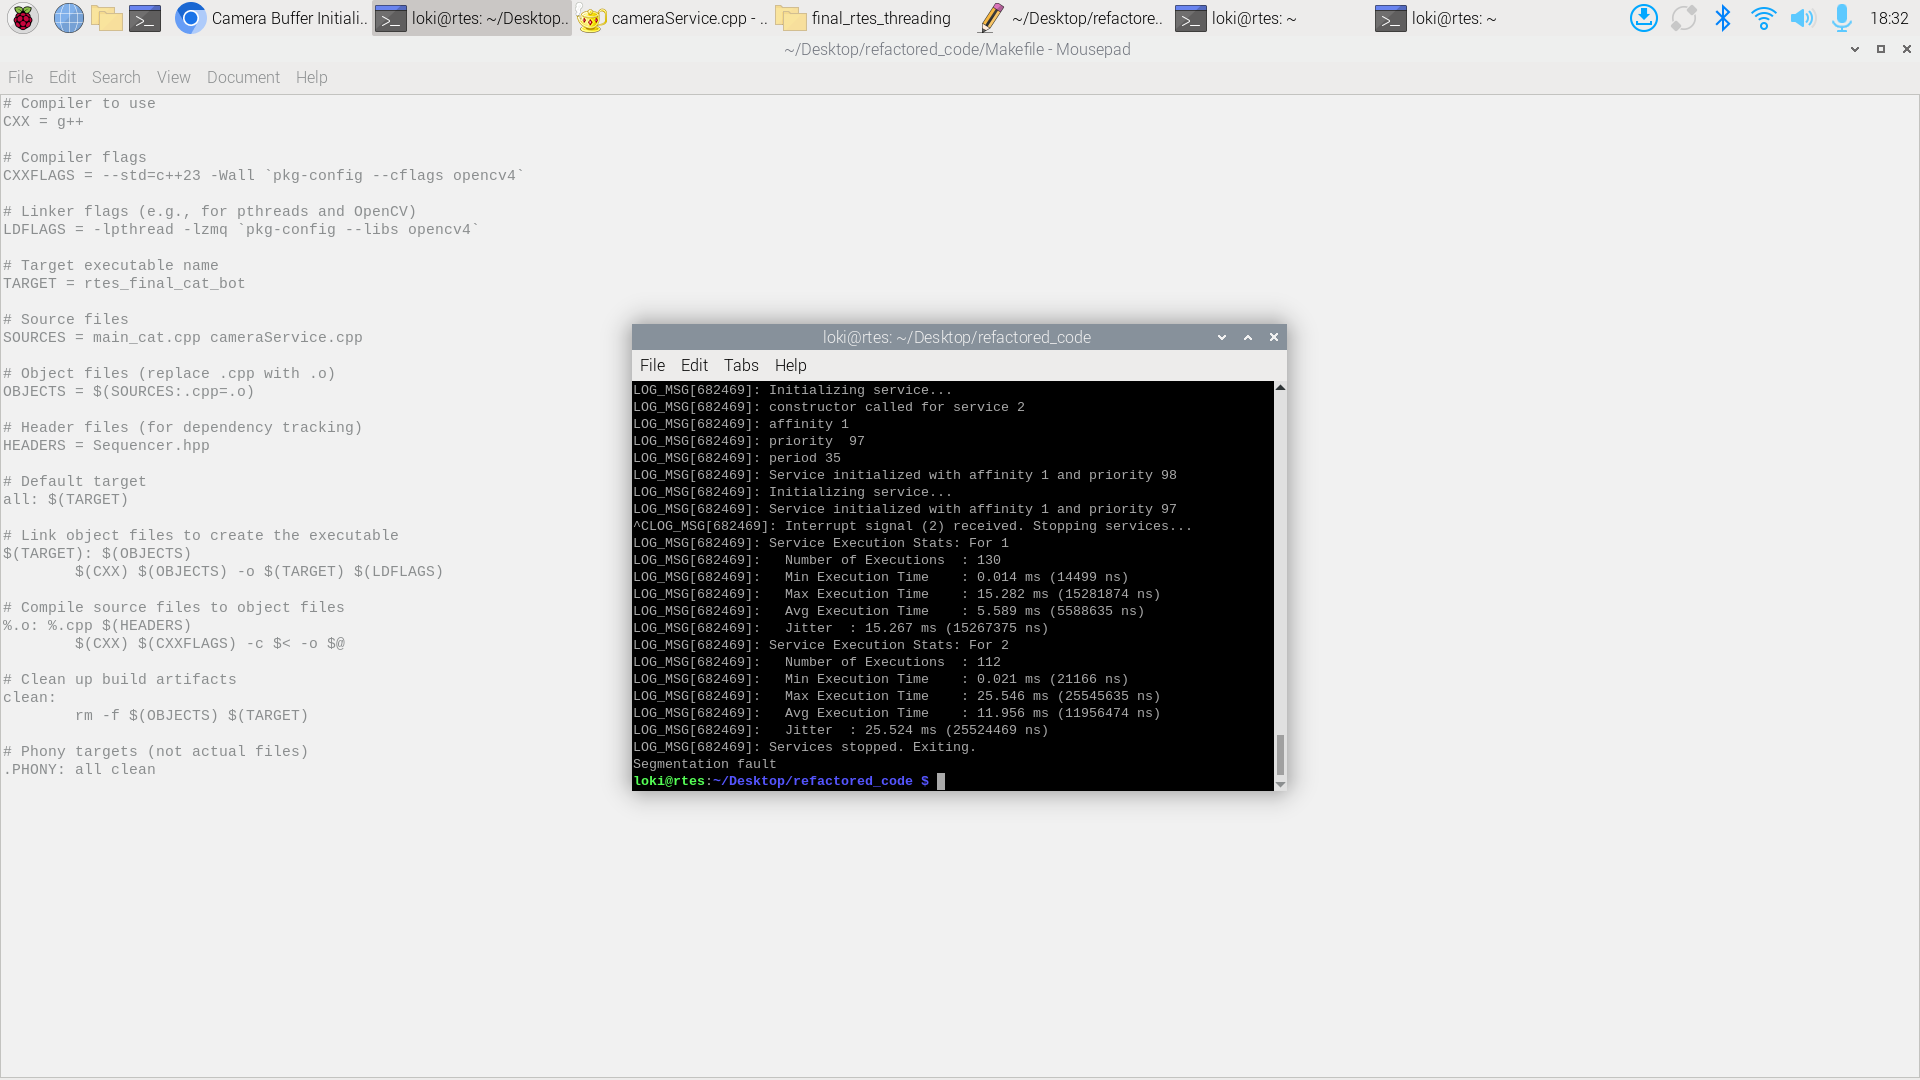 Camera Buffer Initiali..
loki@rtes: ~/Desktop..
cameraService.cpp - ..
final_rtes_threading
~/Desktop/refactore..
loki@rtes: ~
loki@rtes: ~
18:32
~/Desktop/refactored_code/Makefile - Mousepad
File Edit Search View Document Help
# Compiler to use
CXX = g++
# Compiler flags
CXXFLAGS = --std=c++23 -Wall `pkg-config --cflags opencv4`
# Linker flags (e.g., for pthreads and OpenCV)
LDFLAGS = -lpthread -lzmq `pkg-config --libs opencv4`
# Target executable name
TARGET = rtes_final_cat_bot
# Source files
SOURCES = main_cat.cpp cameraService.cpp
# Object files (replace .cpp with .o)
OBJECTS = $(SOURCES:.cpp=.o)
# Header files (for dependency tracking)
HEADERS = Sequencer.hpp
# Default target
all: $(TARGET)
# Link object files to create the executable
$(TARGET): $(OBJECTS)
        $(CXX) $(OBJECTS) -o $(TARGET) $(LDFLAGS)
# Compile source files to object files
%.o: %.cpp $(HEADERS)
        $(CXX) $(CXXFLAGS) -c $< -o $@
# Clean up build artifacts
clean:
        rm -f $(OBJECTS) $(TARGET)
# Phony targets (not actual files)
.PHONY: all clean
loki@rtes: ~/Desktop/refactored_code
File Edit Tabs Help
LOG_MSG[682469]: Initializing service...
LOG_MSG[682469]: constructor called for service 2
LOG_MSG[682469]: affinity 1
LOG_MSG[682469]: priority  97
LOG_MSG[682469]: period 35
LOG_MSG[682469]: Service initialized with affinity 1 and priority 98
LOG_MSG[682469]: Initializing service...
LOG_MSG[682469]: Service initialized with affinity 1 and priority 97
^CLOG_MSG[682469]: Interrupt signal (2) received. Stopping services...
LOG_MSG[682469]: Service Execution Stats: For 1
LOG_MSG[682469]:   Number of Executions  : 130
LOG_MSG[682469]:   Min Execution Time    : 0.014 ms (14499 ns)
LOG_MSG[682469]:   Max Execution Time    : 15.282 ms (15281874 ns)
LOG_MSG[682469]:   Avg Execution Time    : 5.589 ms (5588635 ns)
LOG_MSG[682469]:   Jitter  : 15.267 ms (15267375 ns)
LOG_MSG[682469]: Service Execution Stats: For 2
LOG_MSG[682469]:   Number of Executions  : 112
LOG_MSG[682469]:   Min Execution Time    : 0.021 ms (21166 ns)
LOG_MSG[682469]:   Max Execution Time    : 25.546 ms (25545635 ns)
LOG_MSG[682469]:   Avg Execution Time    : 11.956 ms (11956474 ns)
LOG_MSG[682469]:   Jitter  : 25.524 ms (25524469 ns)
LOG_MSG[682469]: Services stopped. Exiting.
Segmentation fault
loki@rtes:~/Desktop/refactored_code $